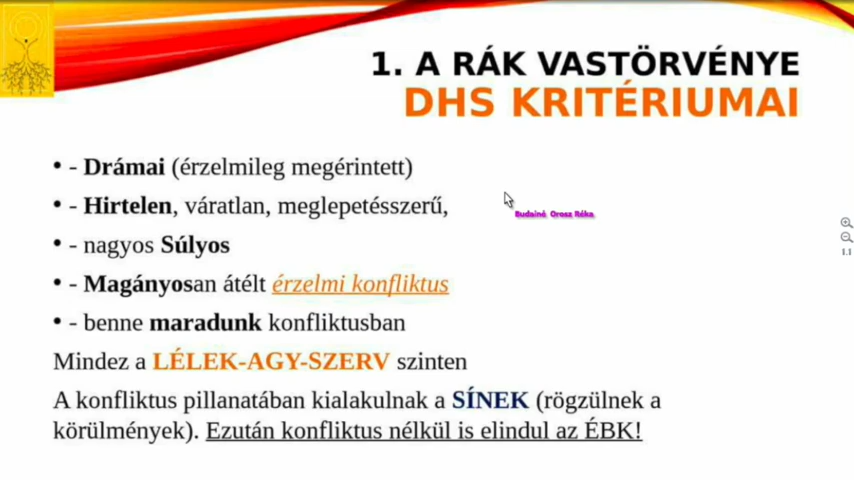 1. A RÁK VASTÖRVÉNYE
DHS KRITÉRIUMAI
• - Drámai (érzelmileg megérintett)
• - Hirtelen, váratlan, meglepetésszerű,
Budainé Orosz Réka
• - nagyos Súlyos
• - Magányosan átélt érzelmi konfliktus
• - benne maradunk konfliktusban
Mindez a LÉLEK-AGY-SZERV szinten
A konfliktus pillanatában kialakulnak a SÍNEK (rögzülnek a
körülmények). Ezután konfliktus nélkül is elindul az ÉBK!
1:1